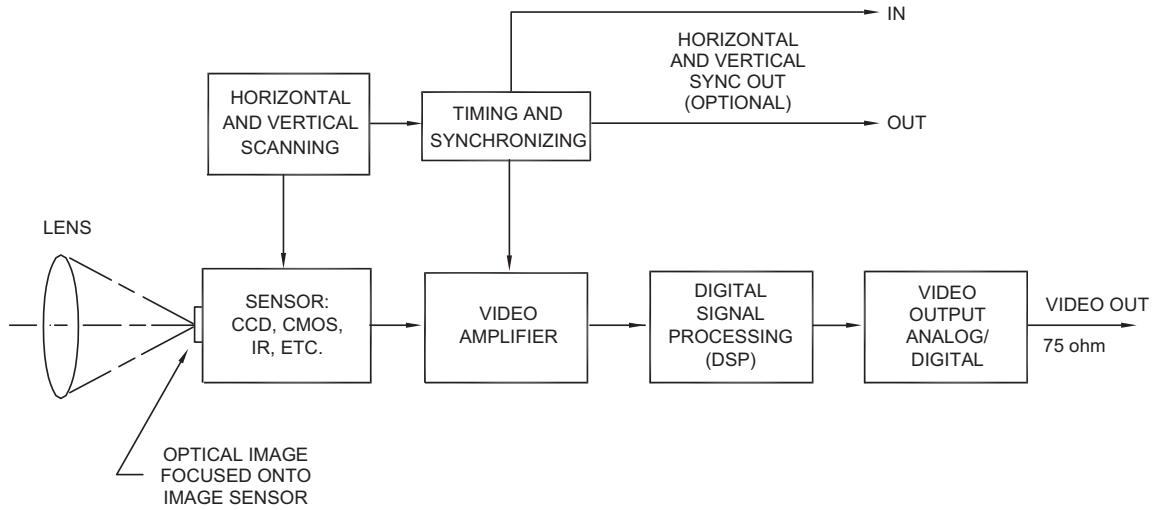 IN
HORIZONTAL
AND VERTICAL
SYNC OUT
(OPTIONAL)
OUT
HORIZONTAL
AND VERTICAL
SCANNING
TIMING AND
SYNCHRONIZING
LENS
SENSOR:
CCD, CMOS,
IR, ETC.
VIDEO
AMPLIFIER
DIGITAL
SIGNAL
PROCESSING
(DSP)
VIDEO
OUTPUT
ANALOG/
DIGITAL
VIDEO OUT
75 ohm
OPTICAL IMAGE
FOCUSED ONTO
IMAGE SENSOR